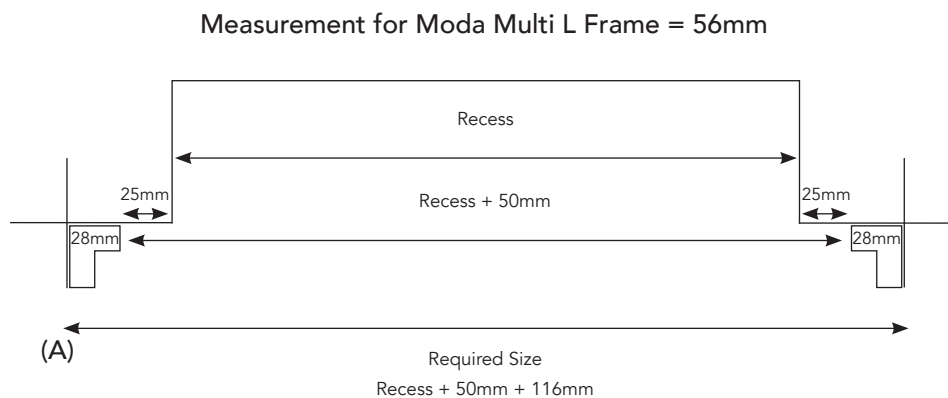 Measurement for Moda Multi L Frame = 56mm
Recess
25mm
Recess + 50mm
25mm
28mm
28mm
(A)
Required Size
Recess + 50mm + 116mm